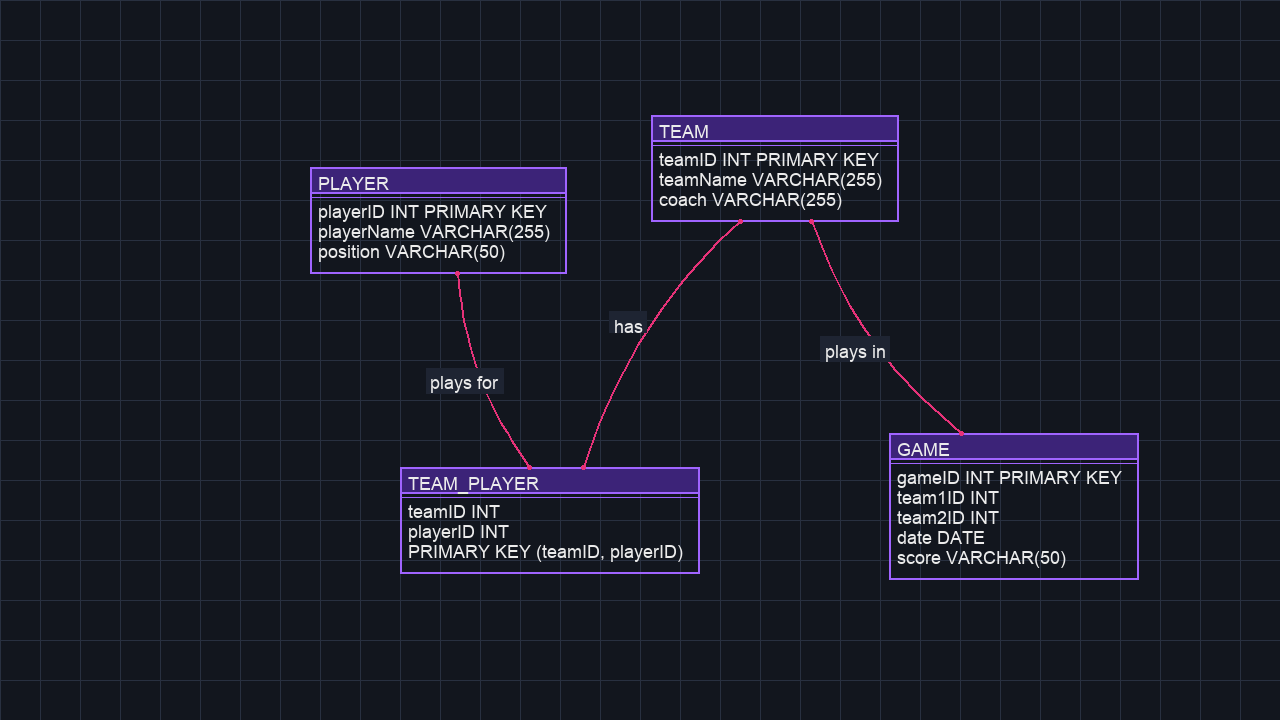 TEAM
teamID INT PRIMARY KEY
teamName VARCHAR(255)
coach VARCHAR(255)
PLAYER
playerID INT PRIMARY KEY
playerName VARCHAR(255)
position VARCHAR(50)
has
plays in
plays for
GAME
gameID INT PRIMARY KEY
team1ID INT
team2ID INT
date DATE
score VARCHAR(50)
TEAM_PLAYER
teamID INT
playerID INT
PRIMARY KEY (teamID, playerID)